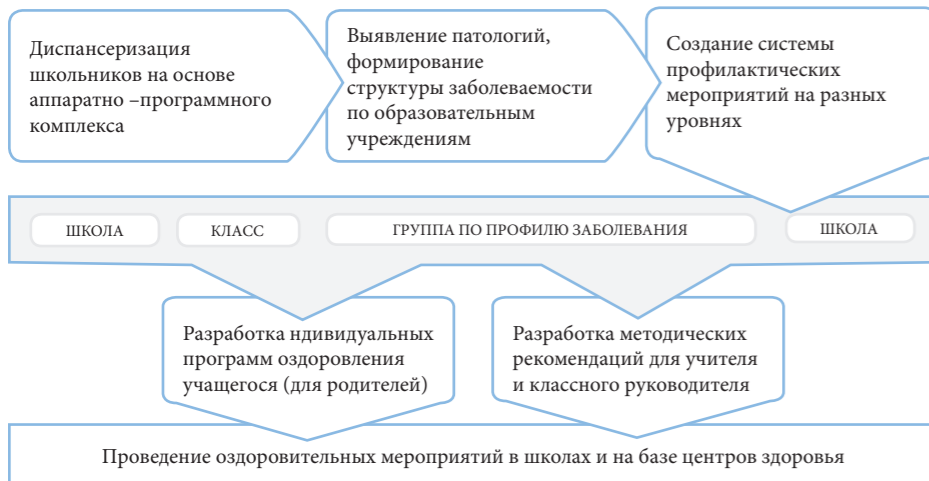 Диспансеризация
школьников на основе
аппаратно –программного
комплекса
Выявление патологий,
формирование
структуры заболеваемости
по образовательным
учреждениям
Создание системы
профилактических
мероприятий на разных
уровнях
ШКОЛА
КЛАСС
ГРУППА ПО ПРОФИЛЮ ЗАБОЛЕВАНИЯ
ШКОЛА
Разработка ндивидуальных
программ оздоровления
учащегося (для родителей)
Разработка методических
рекомендаций для учителя
и классного руководителя
Проведение оздоровительных мероприятий в школах и на базе центров здоровья